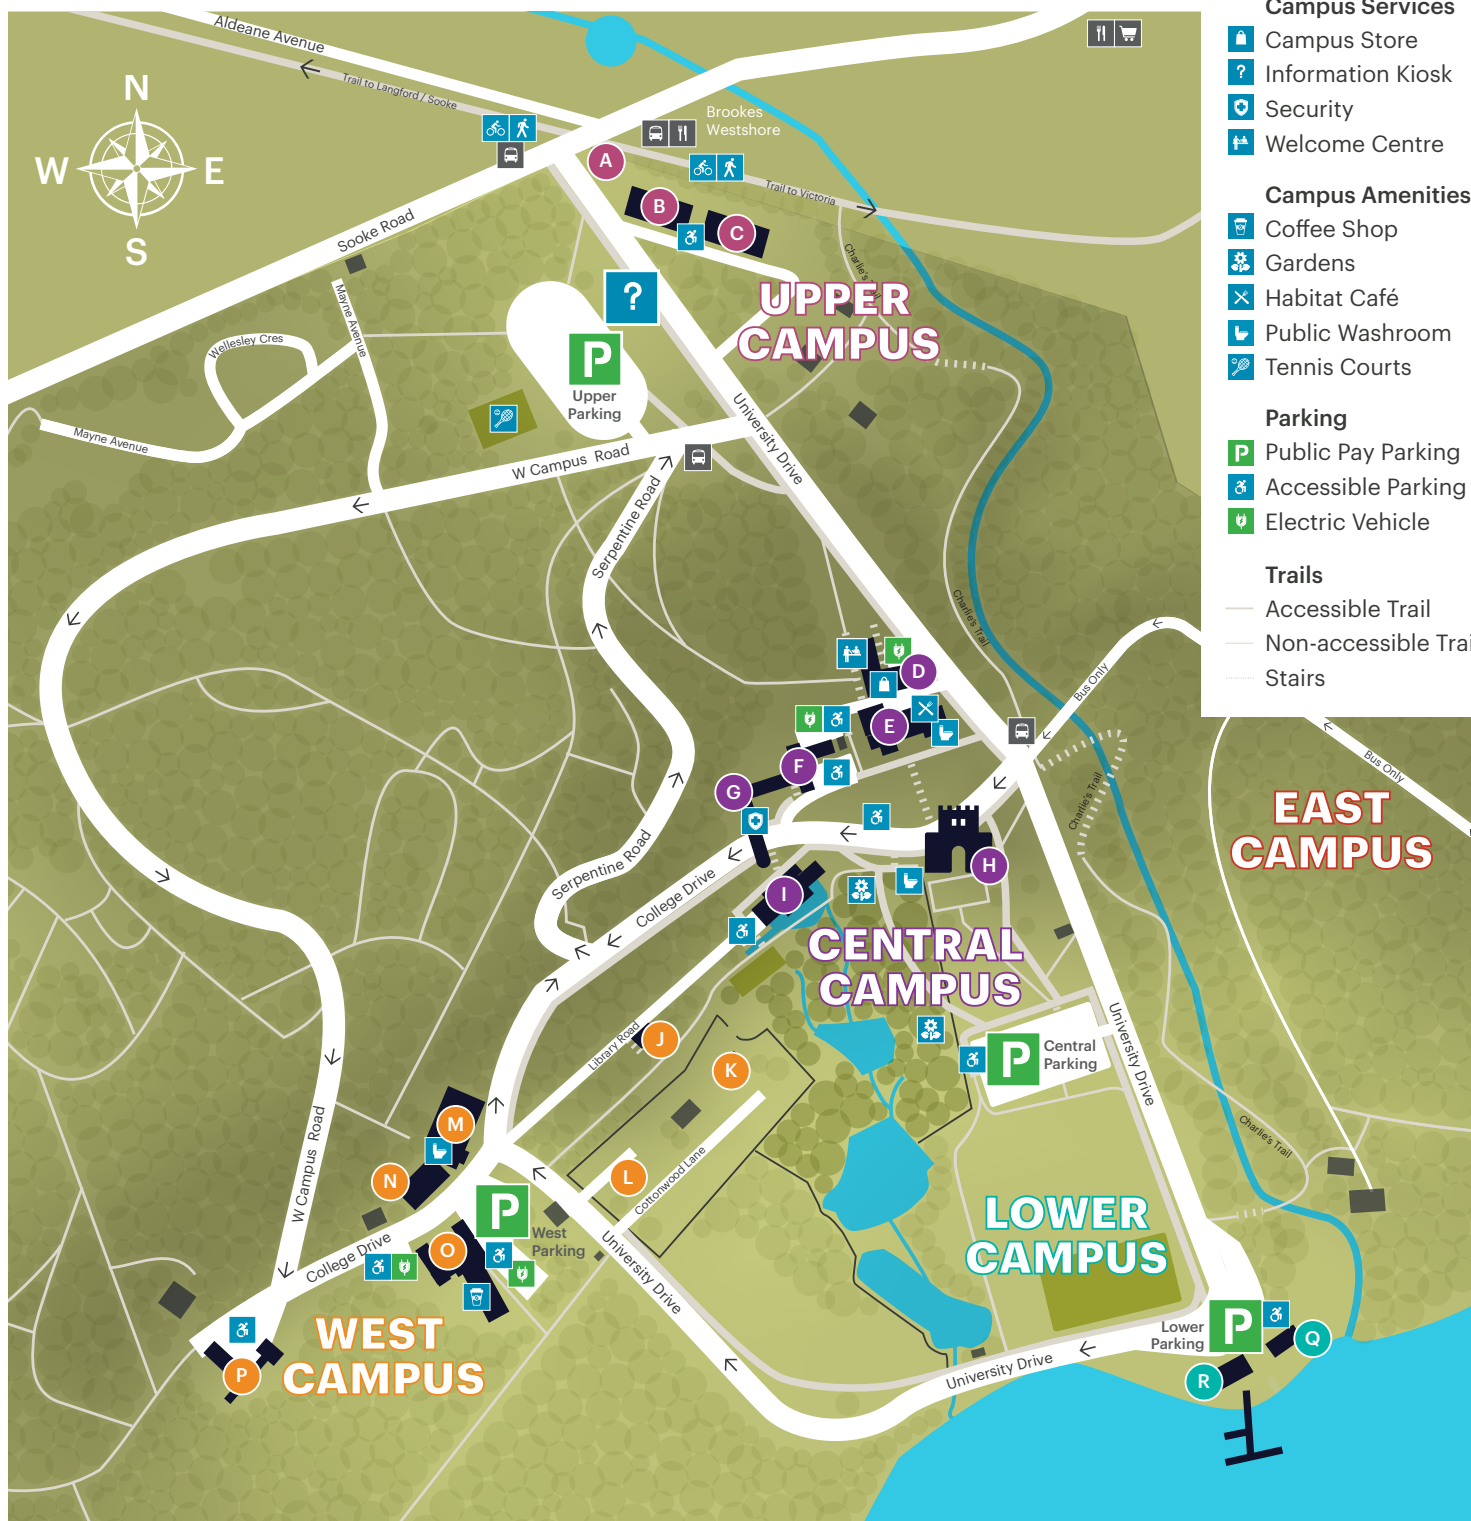 Aldeane Avenue
Trail to Langford / Sooke
N
W
E
S
Sooke Road
Brookes
Westshore
A
B
C
Trail to Victoria
Charlie's Trail
?
UPPER
CAMPUS
P
Upper
Parking
Mayne Avenue
Wellesley Cres
Mayne Avenue
W Campus Road
University Drive
Serpentine Road
Charlie's Trail
Bus Only
Bus Only
D
E
F
G
H
I
Charlie's Trail
EAST
CAMPUS
Serpentine Road
College Drive
CENTRAL
CAMPUS
Library Road
J
K
P
Central
Parking
University Drive
M
N
L
Cottonwood Lane
Charlie's Trail
W Campus Road
P
West
Parking
O
College Drive
University Drive
LOWER
CAMPUS
WEST
CAMPUS
P
Lower
Parking
P
Q
R
University Drive
Campus Services
Campus Store
? Information Kiosk
Security
Welcome Centre
Campus Amenities
Coffee Shop
Gardens
Habitat Café
Public Washroom
Tennis Courts
Parking
P Public Pay Parking
Accessible Parking
Electric Vehicle
Trails
Accessible Trail
Non-accessible Trai
Stairs